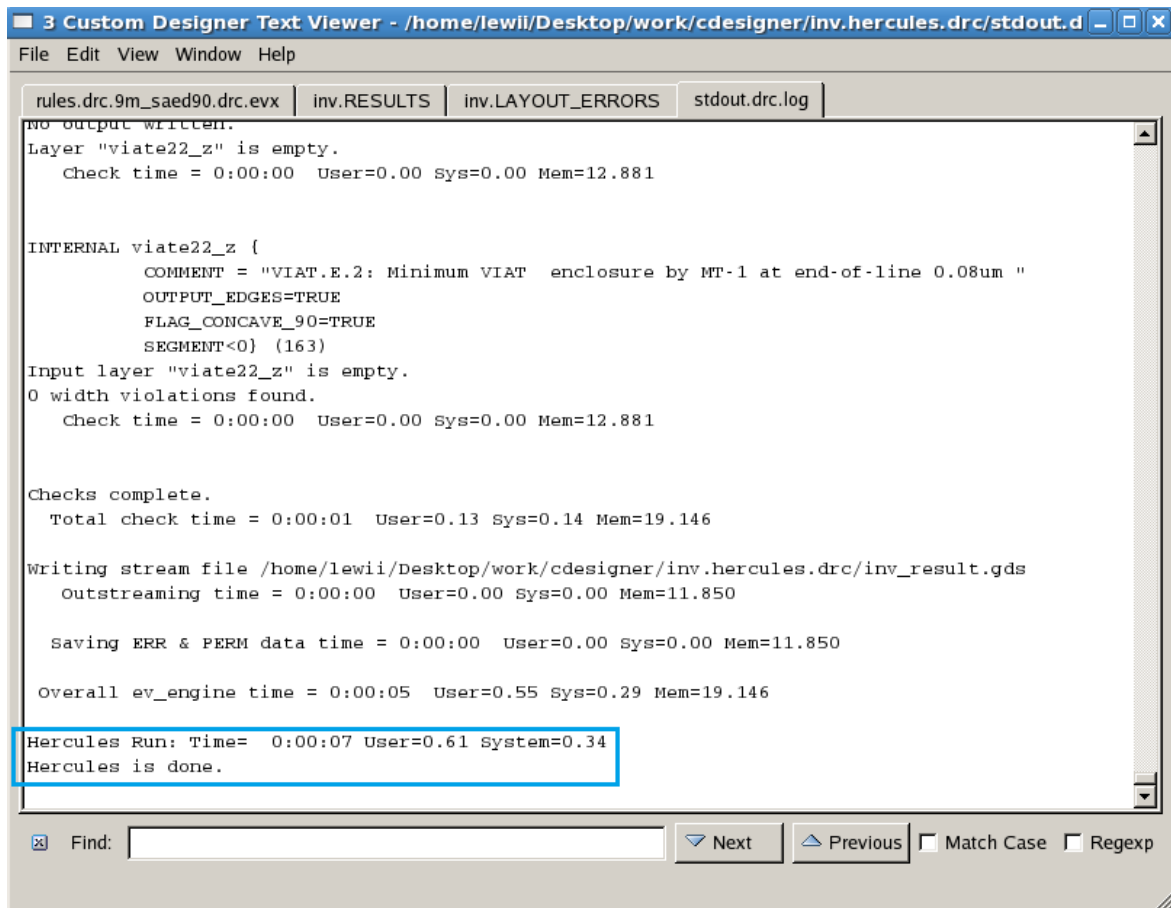 3 Custom Designer Text Viewer - /home/lewii/Desktop/work/cdesigner/inv.hercules.drc/stdout.d
File Edit View Window Help
rules.drc.9m_saed90.drc.evx inv.RESULTS inv.LAYOUT_ERRORS stdout.drc.log
No output written.
Layer "viate22_z" is empty.
Check time = 0:00:00 User=0.00 Sys=0.00 Mem=12.881
INTERNAL viate22_z {
COMMENT = "VIAT.E.2: Minimum VIAT enclosure by MT-1 at end-of-line 0.08um "
OUTPUT_EDGES=TRUE
FLAG_CONCAVE_90=TRUE
SEGMENT<0} (163)
Input layer "viate22_z" is empty.
0 width violations found.
Check time = 0:00:00 User=0.00 Sys=0.00 Mem=12.881
Checks complete.
Total check time = 0:00:01 User=0.13 Sys=0.14 Mem=19.146
Writing stream file /home/lewii/Desktop/work/cdesigner/inv.hercules.drc/inv_result.gds
Outstreaming time = 0:00:00 User=0.00 Sys=0.00 Mem=11.850
Saving ERR & PERM data time = 0:00:00 User=0.00 Sys=0.00 Mem=11.850
Overall ev_engine time = 0:00:05 User=0.55 Sys=0.29 Mem=19.146
Hercules Run: Time= 0:00:07 User=0.61 System=0.34
Hercules is done.
Find: Next Previous Match Case Regexp